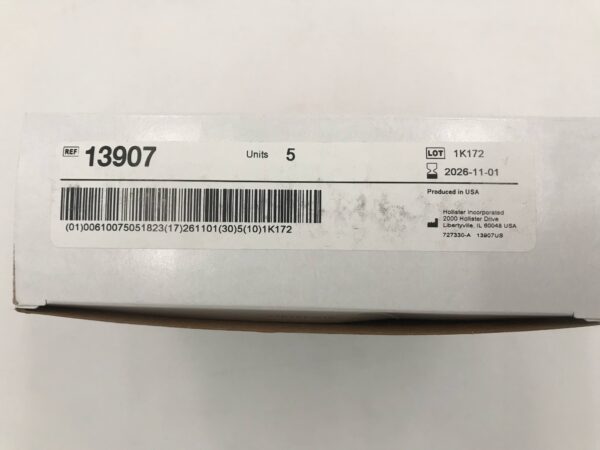 REF 13907 Units 5 LOT 1K172
2026-11-01
Produced in USA
(01)00610075051823(17)261101(30)5(10)1K172
Hollister Incorporated
2000 Hollister Drive
Libertyville, IL 60048 USA
727330-A 13907US